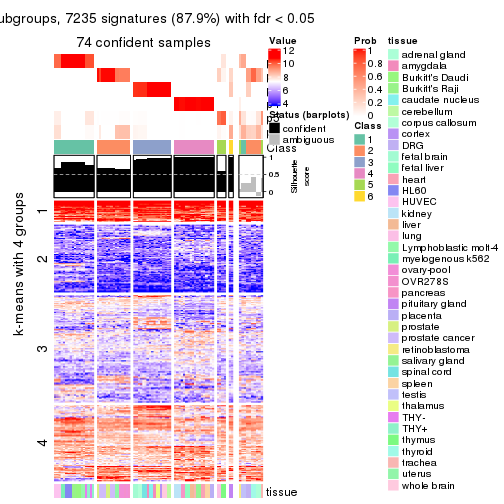 ubgroups, 7235 signatures (87.9%) with fdr < 0.05
74 confident samples
Value
12
10
8
6
4
Status (barplots)
confident
ambiguous
Class
1
0.5
0
Silhouette
score
k-means with 4 groups
1
2
3
4
tissue
Prob
1
0.8
0.6
0.4
0.2
0
Class
1
2
3
4
5
6
tissue
adrenal gland
amygdala
Burkitt's Daudi
Burkitt's Raji
caudate nucleus
cerebellum
corpus callosum
cortex
DRG
fetal brain
fetal liver
heart
HL60
HUVEC
kidney
liver
lung
Lymphoblastic molt-4
myelogenous k562
ovary-pool
OVR278S
pancreas
pituitary gland
placenta
prostate
prostate cancer
retinoblastoma
salivary gland
spinal cord
spleen
testis
thalamus
THY-
THY+
thymus
thyroid
trachea
uterus
whole brain